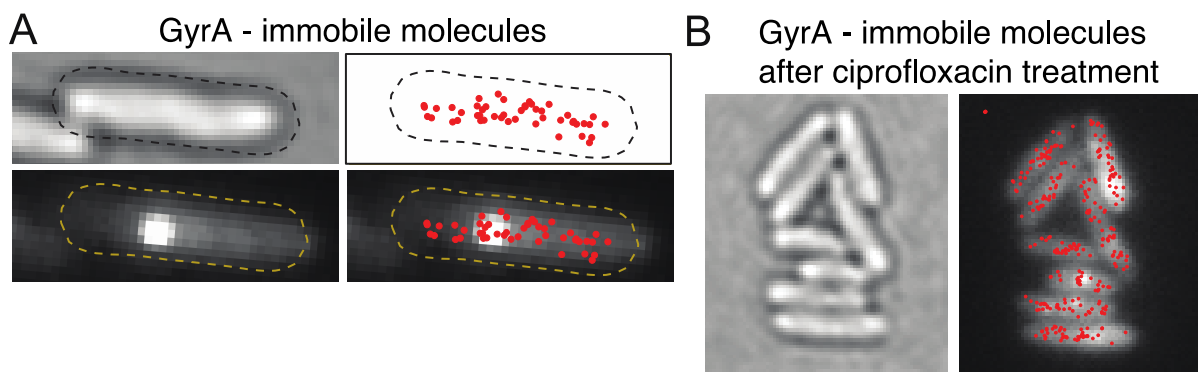 A
GyrA - immobile molecules
B
GyrA - immobile molecules
after ciprofloxacin treatment